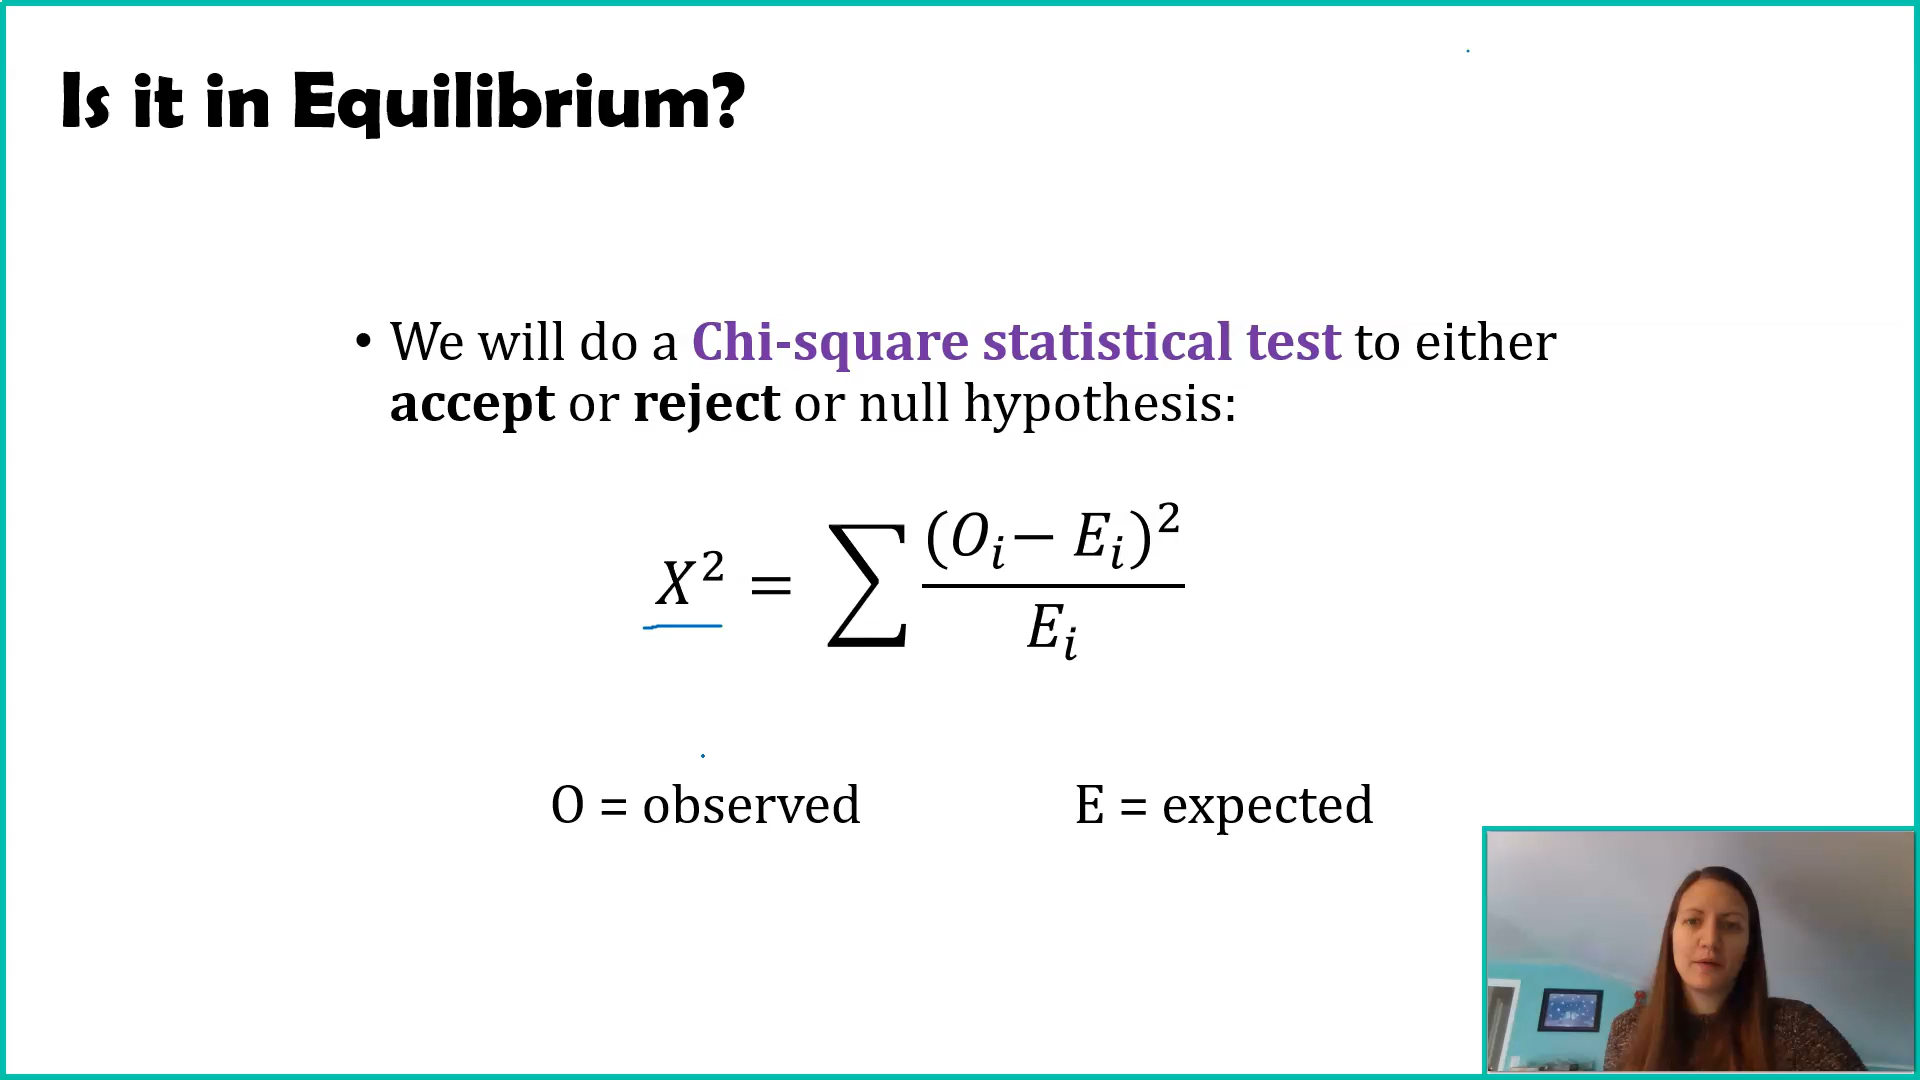 Is it in Equilibrium?
• We will do a Chi-square statistical test to either
accept or reject or null hypothesis:
X² = ∑ (Oᵢ− Eᵢ)² / Eᵢ
O = observed E = expected